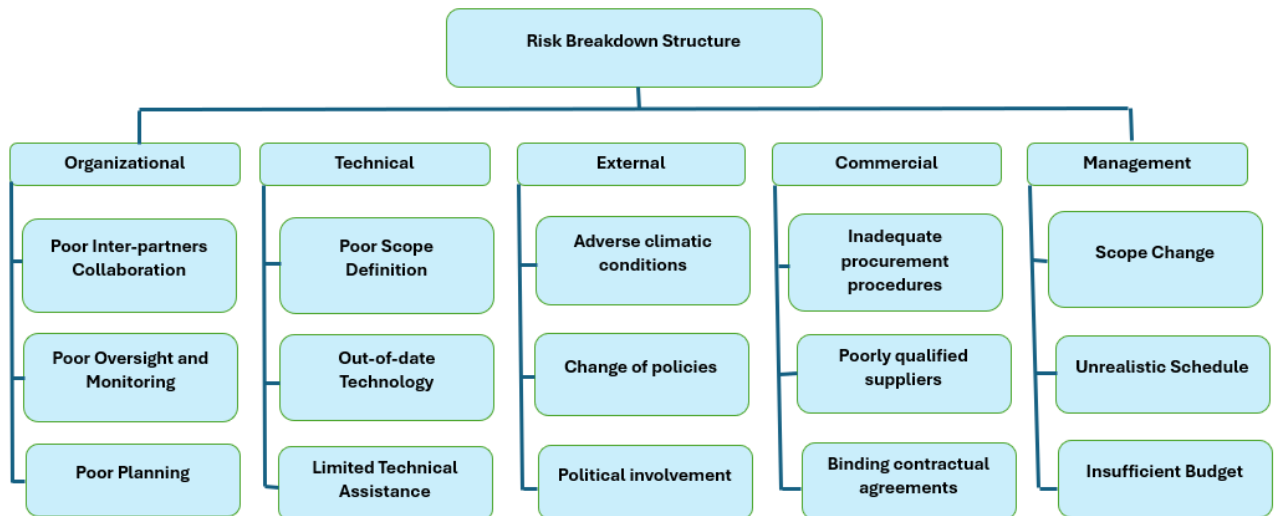 Risk Breakdown Structure
Organizational
Technical
External
Commercial
Management
Poor Inter-partners
Collaboration
Poor Scope
Definition
Adverse climatic
conditions
Inadequate
procurement
procedures
Scope Change
Poor Oversight and
Monitoring
Out-of-date
Technology
Change of policies
Poorly qualified
suppliers
Unrealistic Schedule
Poor Planning
Limited Technical
Assistance
Political involvement
Binding contractual
agreements
Insufficient Budget